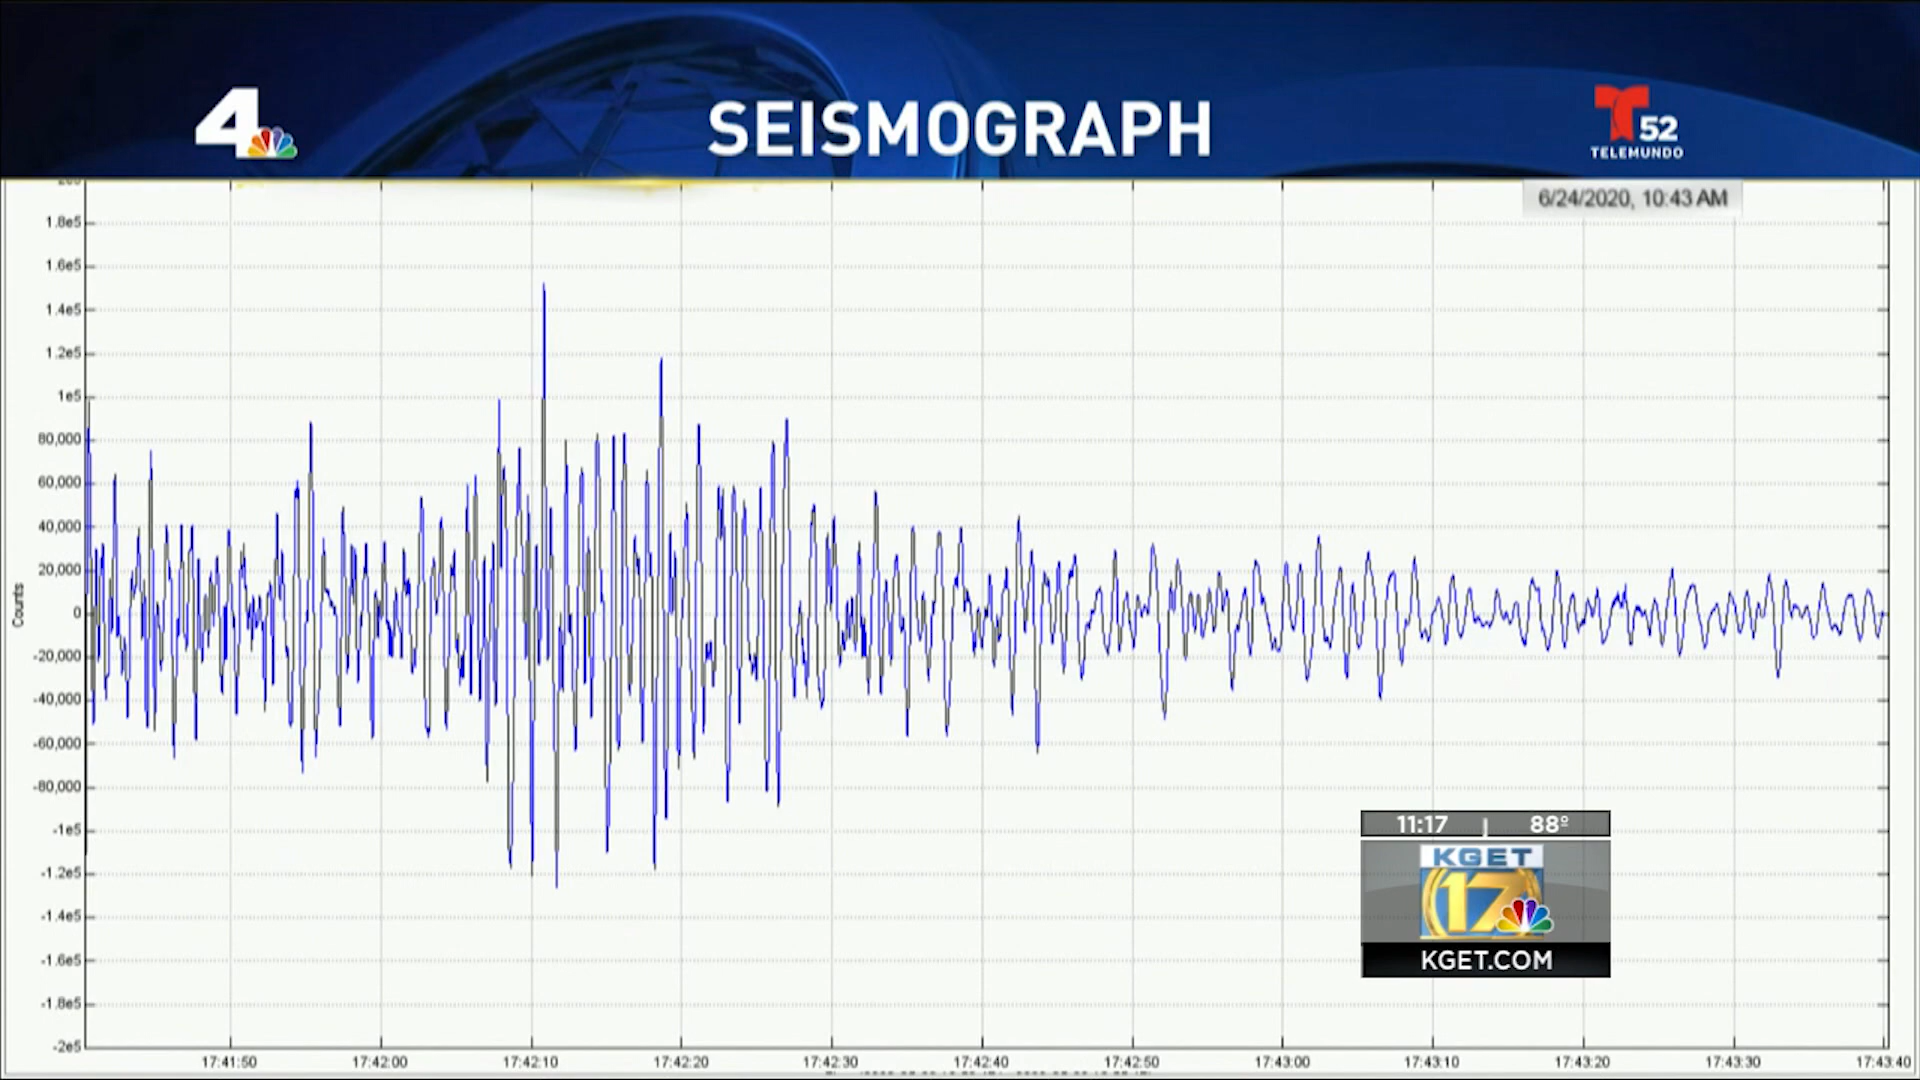 4
SEISMOGRAPH
52
TELEMUNDO
6/24/2020, 10:43 AM
1.8e5
1.6e5
1.4e5
1.2e5
1e5
80,000
60,000
40,000
20,000
0
-20,000
-40,000
-60,000
-80,000
-1e5
-1.2e5
-1.4e5
-1.6e5
-1.8e5
-2e5
Counts
17:41:50 17:42:00 17:42:10 17:42:20 17:42:30 17:42:40 17:42:50 17:43:00 17:43:10 17:43:20 17:43:30 17:43:40
11:17 | 88º
KGET
17
KGET.COM